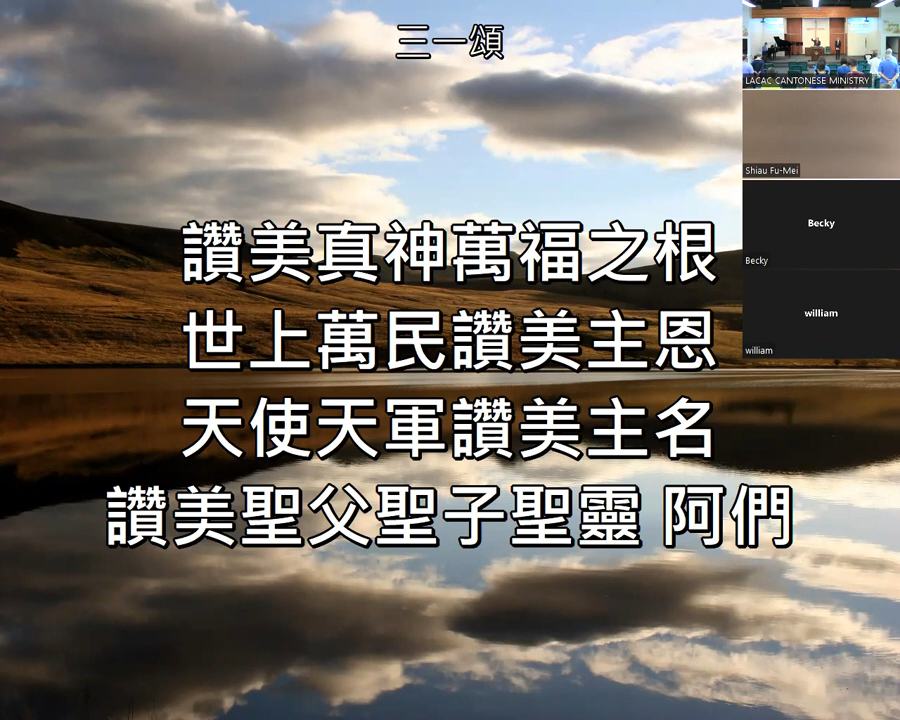 三一頌
讚美真神萬福之根
世上萬民讚美主恩
天使天軍讚美主名
讚美聖父聖子聖靈 阿們
LACAC CANTONESE MINISTRY
Shiau Fu-Mei
Becky
Becky
william
william